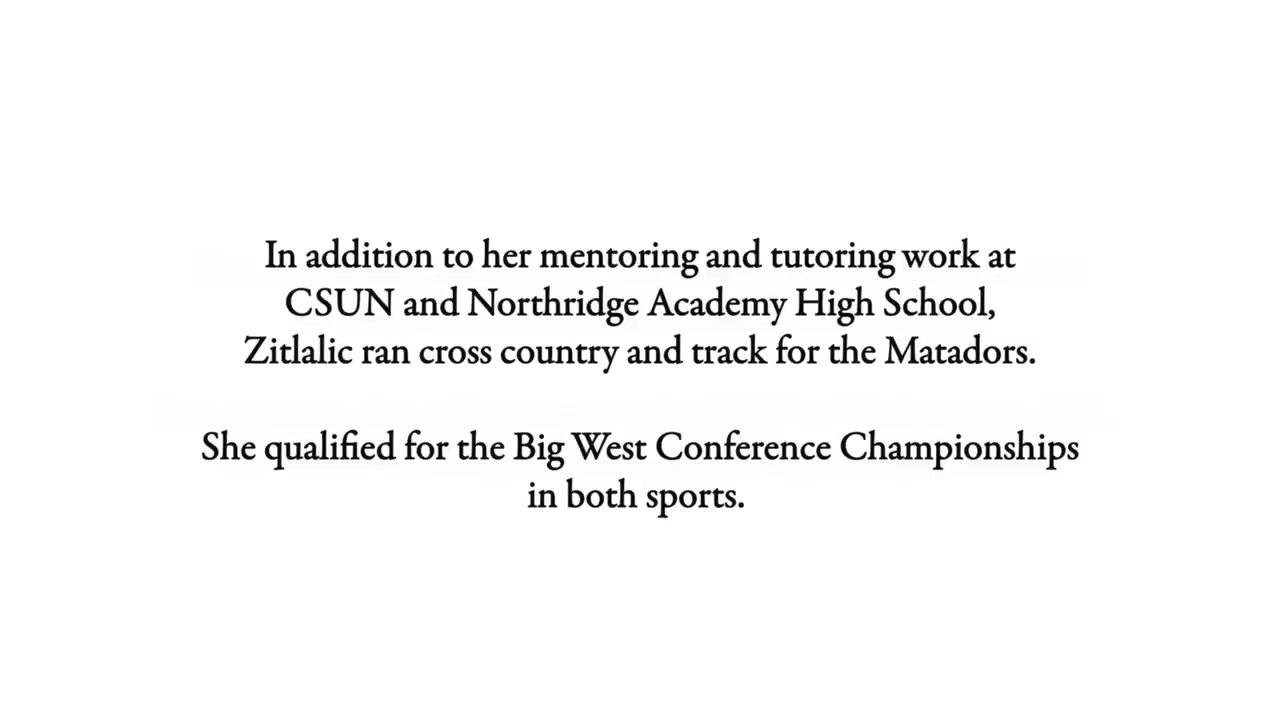 In addition to her mentoring and tutoring work at
CSUN and Northridge Academy High School,
Zitlalic ran cross country and track for the Matadors.
She qualified for the Big West Conference Championships
in both sports.